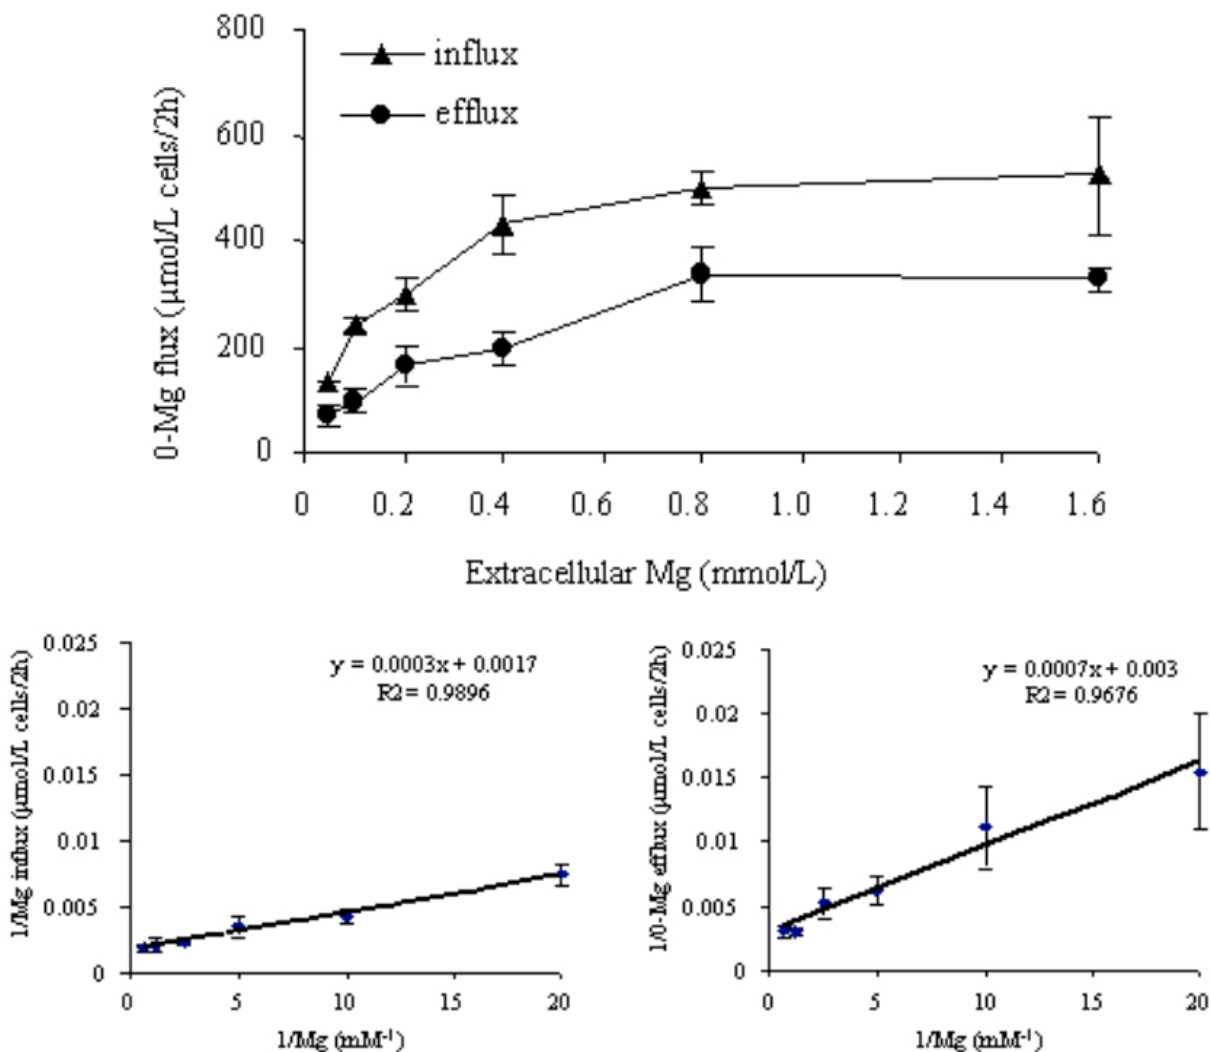 800
600
400
200
0
influx
efflux
0-Mg flux (µmol/L cells/2h)
0 0.2 0.4 0.6 0.8 1.0 1.2 1.4 1.6
Extracellular Mg (mmol/L)
0.025
0.02
0.015
0.01
0.005
0
1/Mg influx (µmol/L cells/2h)
y = 0.0003x + 0.0017
R2 = 0.9896
0 5 10 15 20
1/Mg (mM⁻¹)
0.025
0.02
0.015
0.01
0.005
0
1/0-Mg efflux (µmol/L cells/2h)
y = 0.0007x + 0.003
R2 = 0.9676
0 5 10 15 20
1/Mg (mM⁻¹)